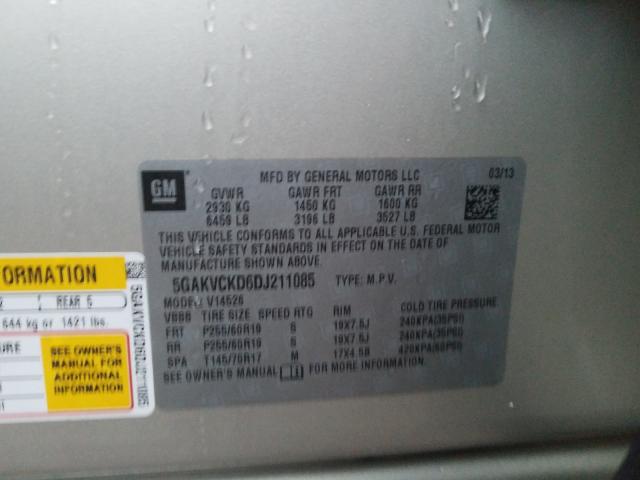 GM
MFD BY GENERAL MOTORS LLC 03/13
GVWR GAWR FRT GAWR RR
2930 KG 1450 KG 1600 KG
6459 LB 3196 LB 3527 LB
THIS VEHICLE CONFORMS TO ALL APPLICABLE U.S. FEDERAL MOTOR
VEHICLE SAFETY STANDARDS IN EFFECT ON THE DATE OF
MANUFACTURE SHOWN ABOVE.
5GAKVCKD6DJ211085 TYPE: M.P.V.
MODEL: V14526
VBBB TIRE SIZE SPEED RTG RIM COLD TIRE PRESSURE
FRT P255/60R19 S 19X7.5J 240KPA(35PSI)
RR P255/60R19 S 19X7.5J 240KPA(35PSI)
SPA T145/70R17 M 17X4.5B 420KPA(60PSI)
SEE OWNER'S MANUAL FOR MORE INFORMATION
FORMATION
REAR 5
644 kg or 1421 lbs.
SEE OWNER'S
MANUAL FOR
ADDITIONAL
INFORMATION
5GAKVCKD6DJ211085